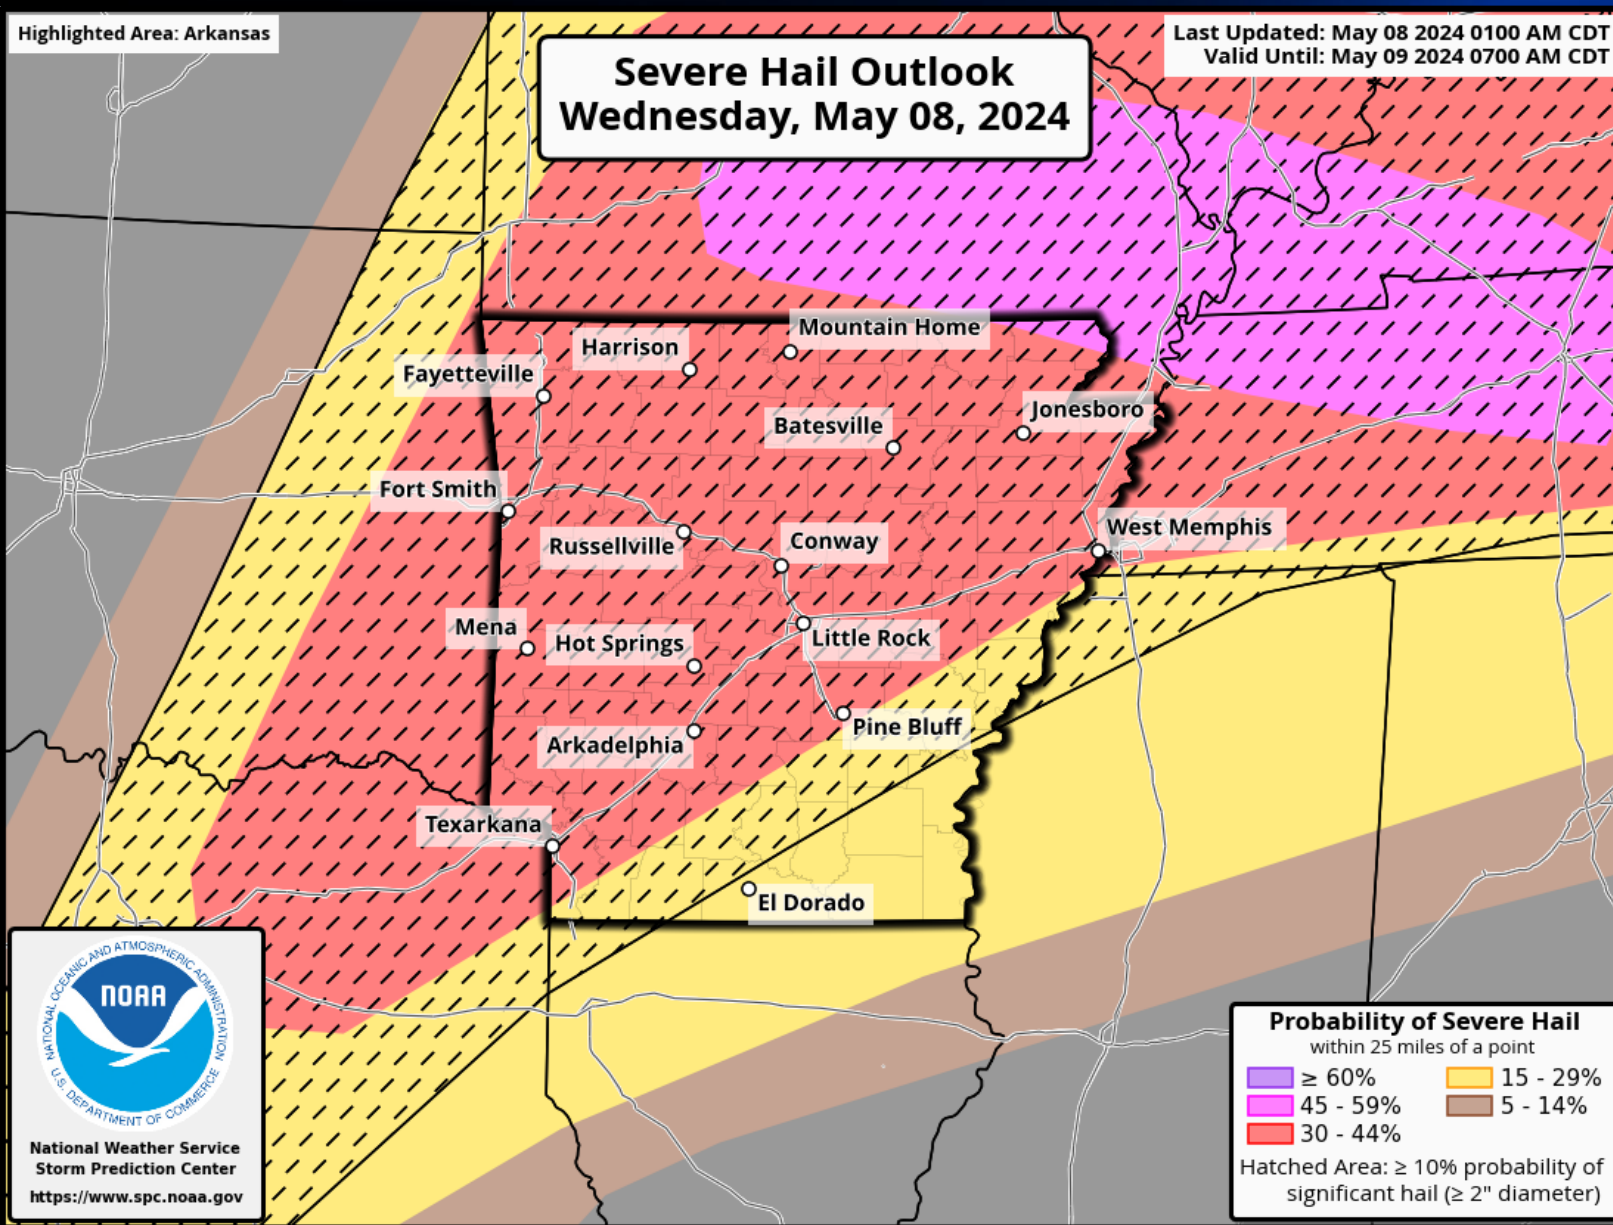 Highlighted Area: Arkansas
Severe Hail Outlook
Wednesday, May 08, 2024
Last Updated: May 08 2024 0100 AM CDT
Valid Until: May 09 2024 0700 AM CDT
Mountain Home
Harrison
Fayetteville
Jonesboro
Batesville
Fort Smith
West Memphis
Russellville
Conway
Mena
Hot Springs
Little Rock
Pine Bluff
Arkadelphia
Texarkana
El Dorado
NATIONAL OCEANIC AND ATMOSPHERIC ADMINISTRATION
NOAA
U.S. DEPARTMENT OF COMMERCE
National Weather Service
Storm Prediction Center
https://www.spc.noaa.gov
Probability of Severe Hail
within 25 miles of a point
≥ 60%
45 - 59%
30 - 44%
15 - 29%
5 - 14%
Hatched Area: ≥ 10% probability of
significant hail (≥ 2" diameter)